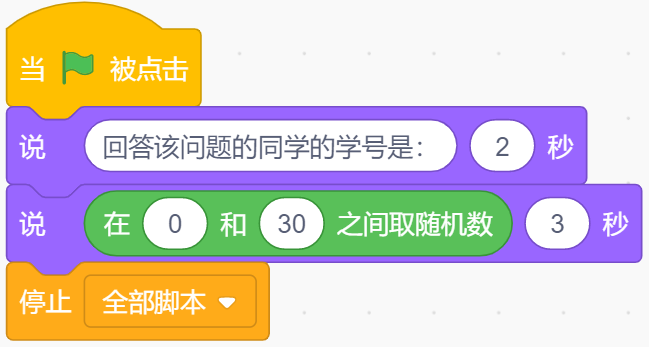 当 被点击
说 回答该问题的同学的学号是： 2 秒
说 在 0 和 30 之间取随机数 3 秒
停止 全部脚本